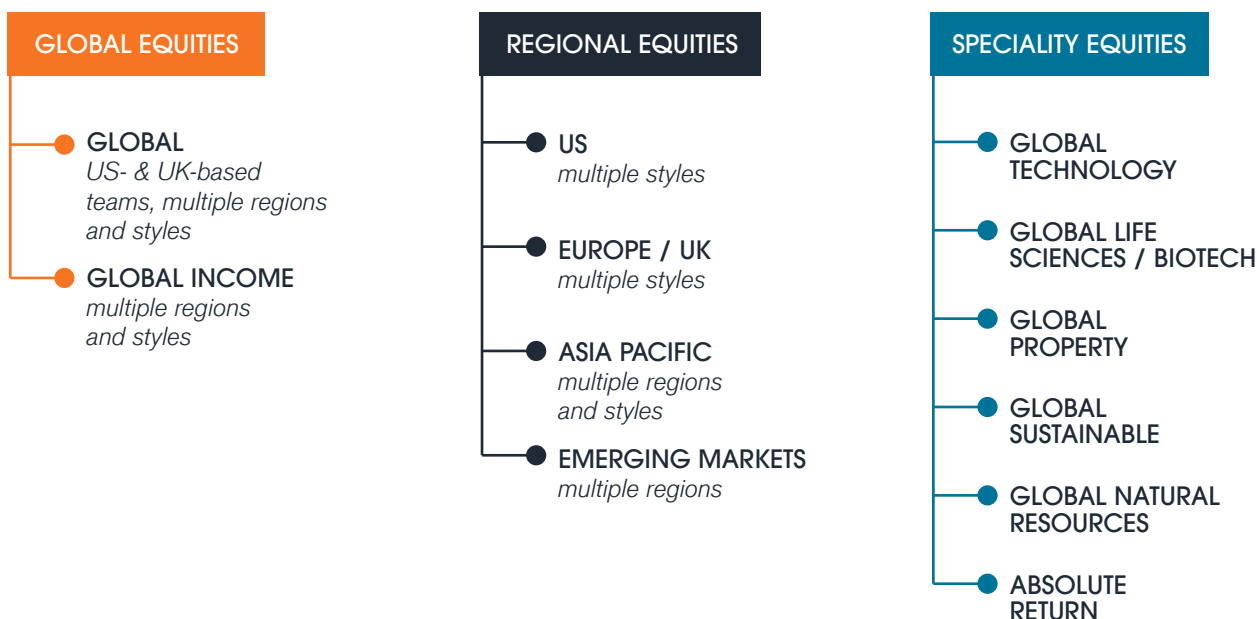 GLOBAL EQUITIES
GLOBAL
US- & UK-based
teams, multiple regions
and styles
GLOBAL INCOME
multiple regions
and styles
REGIONAL EQUITIES
US
multiple styles
EUROPE / UK
multiple styles
ASIA PACIFIC
multiple regions
and styles
EMERGING MARKETS
multiple regions
SPECIALITY EQUITIES
GLOBAL
TECHNOLOGY
GLOBAL LIFE
SCIENCES / BIOTECH
GLOBAL
PROPERTY
GLOBAL
SUSTAINABLE
GLOBAL NATURAL
RESOURCES
ABSOLUTE
RETURN